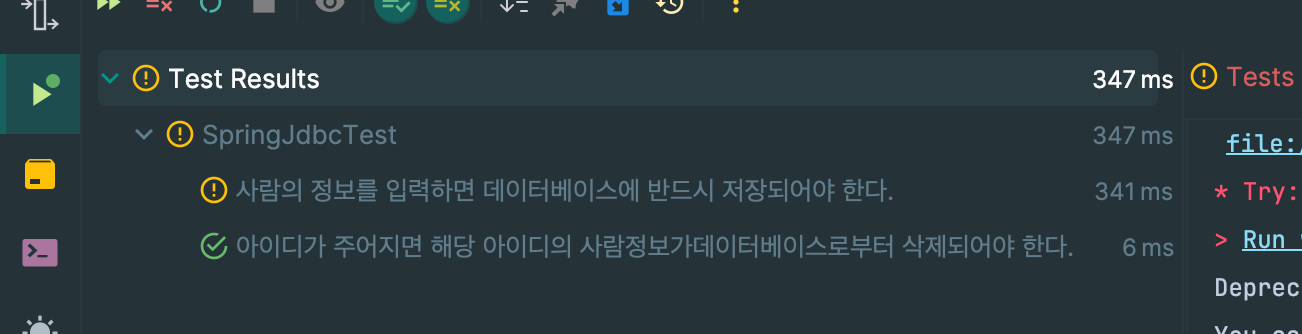 Test Results 347 ms
Tests
SpringJdbcTest 347 ms
file:/
사람의 정보를 입력하면 데이터베이스에 반드시 저장되어야 한다. 341 ms
* Try:
아이디가 주어지면 해당 아이디의 사람정보가데이터베이스로부터 삭제되어야 한다. 6 ms
> Run
Deprec